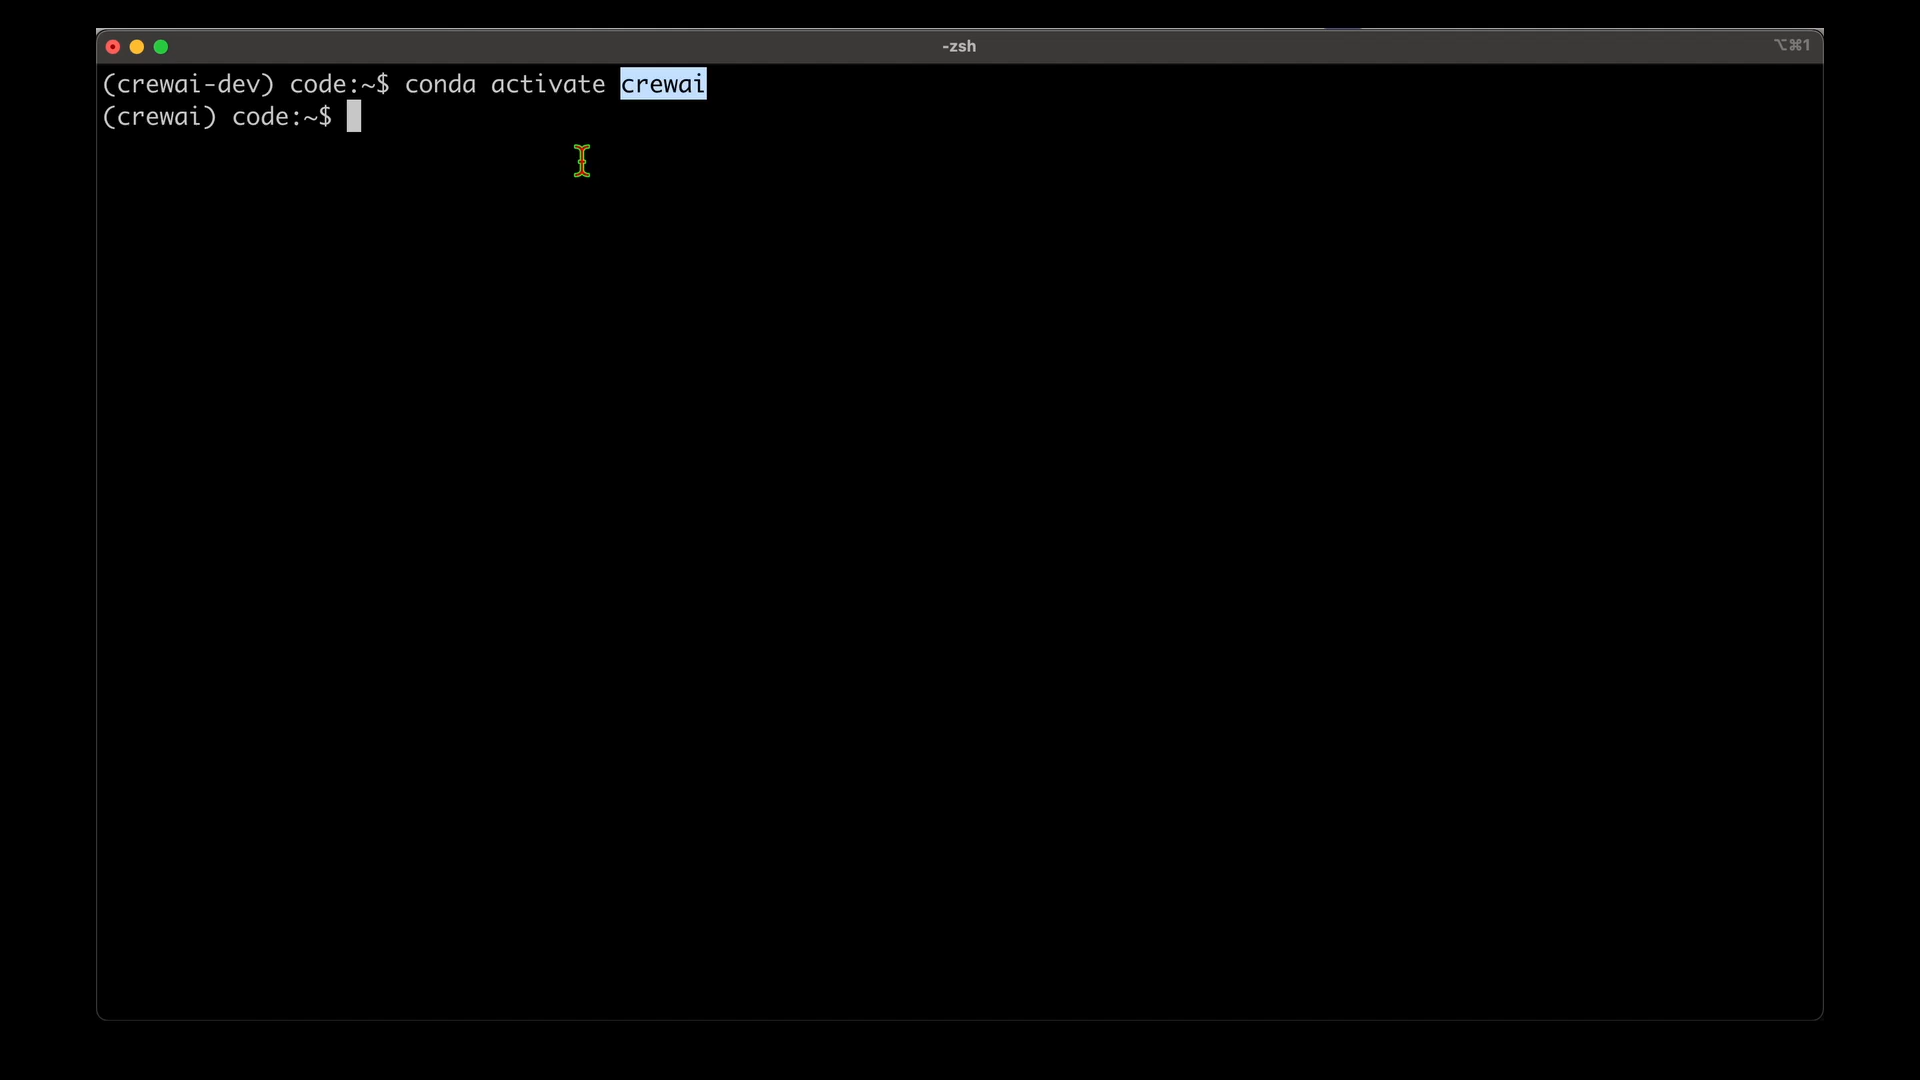 -zsh
⌥⌘1
(crewai-dev) code:~$ conda activate crewai
(crewai) code:~$